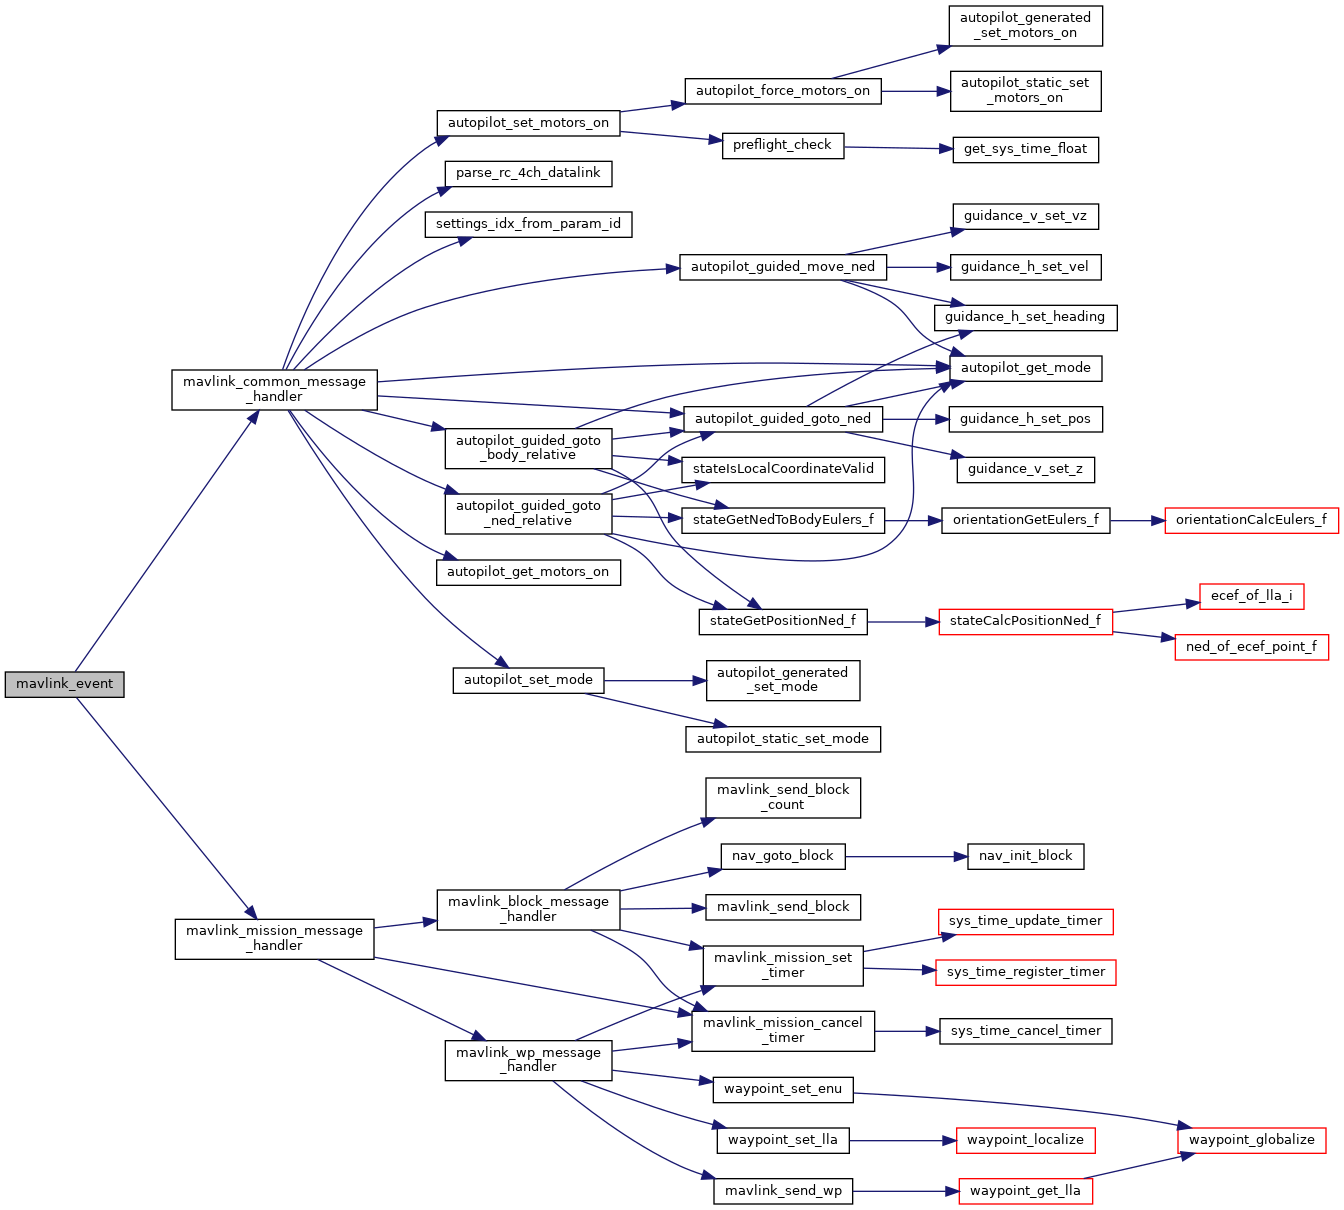 autopilot_generated
_set_motors_on
autopilot_force_motors_on
autopilot_static_set
_motors_on
autopilot_set_motors_on
preflight_check
get_sys_time_float
parse_rc_4ch_datalink
settings_idx_from_param_id
guidance_v_set_vz
autopilot_guided_move_ned
guidance_h_set_vel
guidance_h_set_heading
mavlink_common_message
_handler
autopilot_get_mode
autopilot_guided_goto_ned
guidance_h_set_pos
autopilot_guided_goto
_body_relative
stateIsLocalCoordinateValid
guidance_v_set_z
autopilot_guided_goto
_ned_relative
stateGetNedToBodyEulers_f
orientationGetEulers_f
orientationCalcEulers_f
autopilot_get_motors_on
ecef_of_lla_i
stateGetPositionNed_f
stateCalcPositionNed_f
ned_of_ecef_point_f
mavlink_event
autopilot_set_mode
autopilot_generated
_set_mode
autopilot_static_set_mode
mavlink_send_block
_count
nav_goto_block
nav_init_block
mavlink_block_message
_handler
mavlink_send_block
mavlink_mission_message
_handler
sys_time_update_timer
mavlink_mission_set
_timer
sys_time_register_timer
mavlink_mission_cancel
_timer
sys_time_cancel_timer
mavlink_wp_message
_handler
waypoint_set_enu
waypoint_set_lla
waypoint_localize
waypoint_globalize
mavlink_send_wp
waypoint_get_lla